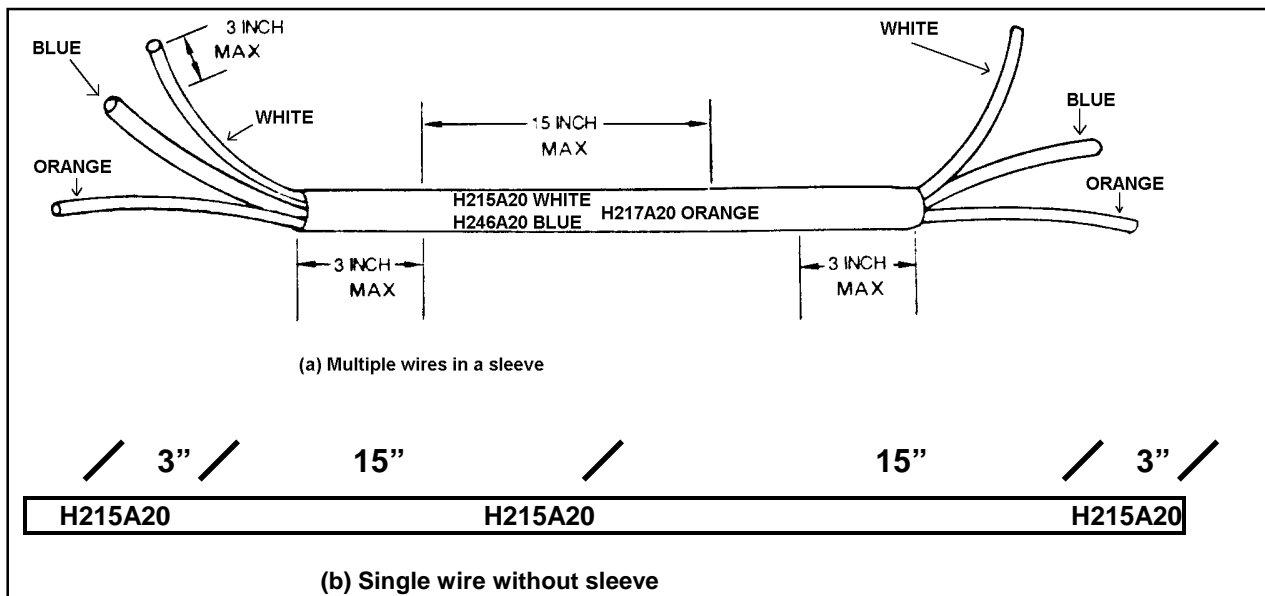 3 INCH
MAX
BLUE
WHITE
ORANGE
15 INCH
MAX
WHITE
BLUE
ORANGE
H215A20 WHITE
H246A20 BLUE
H217A20 ORANGE
3 INCH
MAX
3 INCH
MAX
(a) Multiple wires in a sleeve
3” 15” 15” 3”
H215A20 H215A20 H215A20
(b) Single wire without sleeve